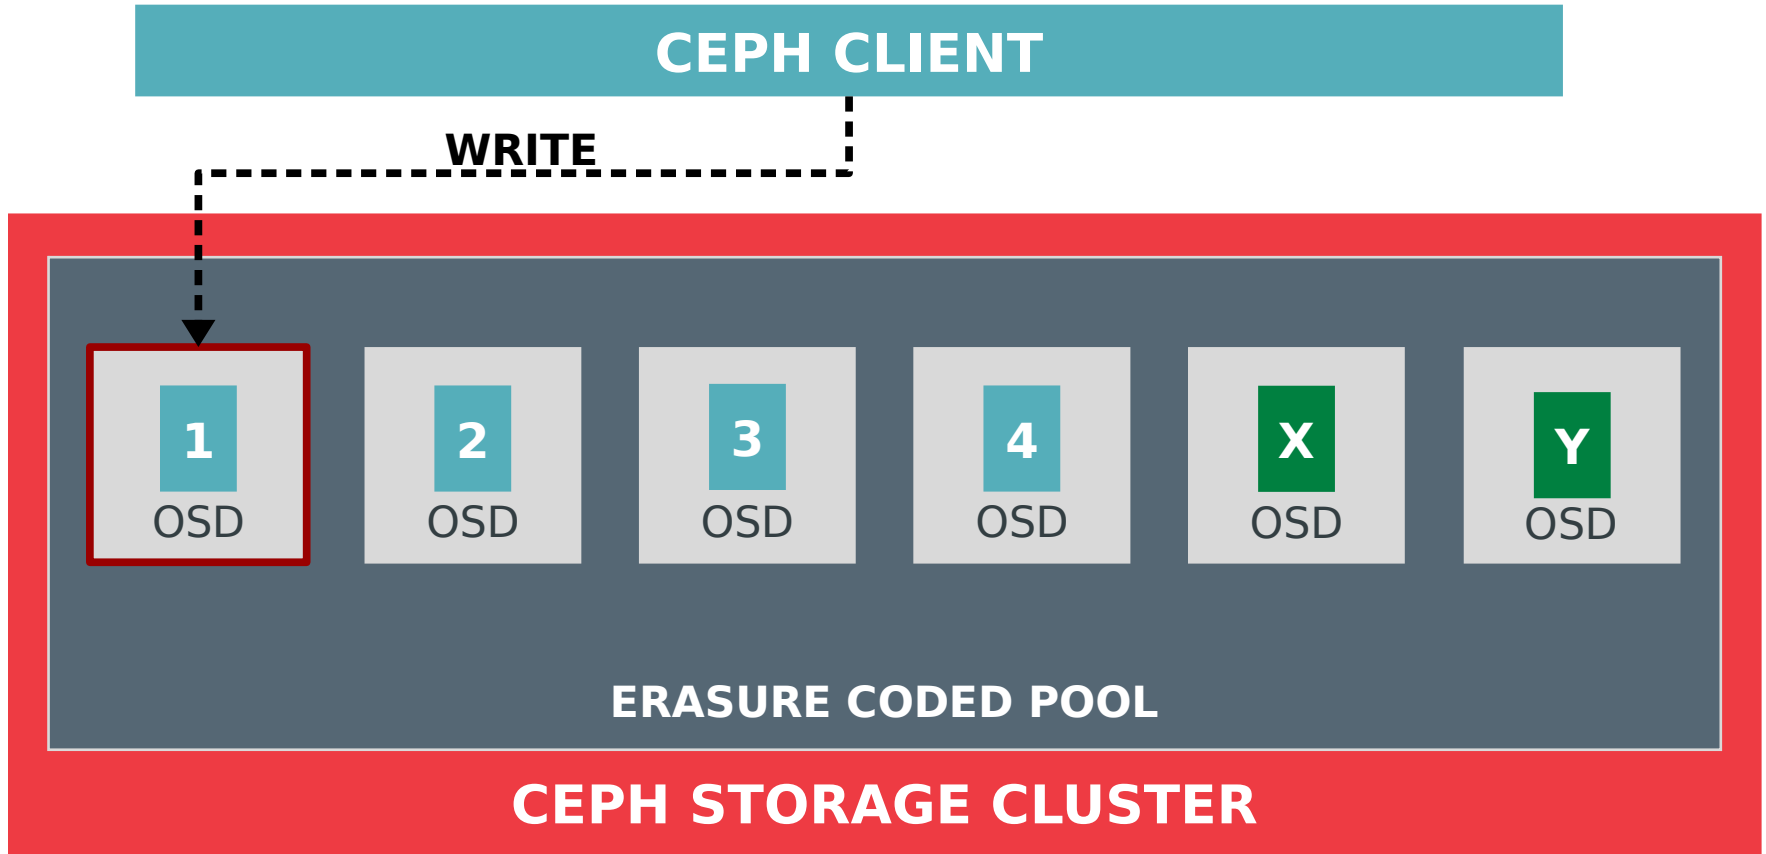 CEPH CLIENT
WRITE
1
2
3
4
X
Y
OSD
OSD
OSD
OSD
OSD
OSD
ERASURE CODED POOL
CEPH STORAGE CLUSTER